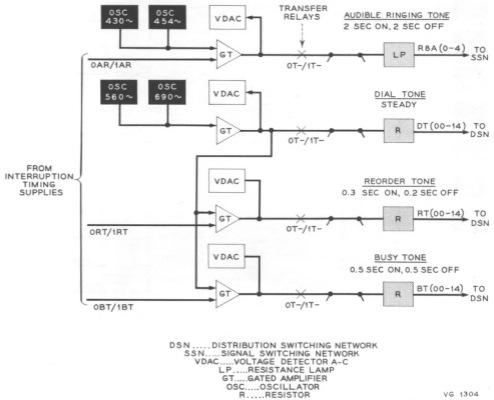 OSC 430~
OSC 454~
VDAC
TRANSFER RELAYS
AUDIBLE RINGING TONE
2 SEC ON, 2 SEC OFF
GT
0AR/1AR
0T-/1T-
LP
RBA(0-4)
TO SSN
OSC 560~
OSC 690~
VDAC
DIAL TONE
STEADY
GT
0T-/1T-
R
DT(00-14)
TO DSN
FROM INTERRUPTION TIMING SUPPLIES
VDAC
REORDER TONE
0.3 SEC ON, 0.2 SEC OFF
GT
0RT/1RT
0T-/1T-
R
RT(00-14)
TO DSN
VDAC
BUSY TONE
0.5 SEC ON, 0.5 SEC OFF
GT
0BT/1BT
0T-/1T-
R
BT(00-14)
TO DSN
DSN.....DISTRIBUTION SWITCHING NETWORK
SSN.....SIGNAL SWITCHING NETWORK
VDAC.....VOLTAGE DETECTOR A-C
LP.....RESISTANCE LAMP
GT.....GATED AMPLIFIER
OSC.....OSCILLATOR
R.....RESISTOR
VG 1304